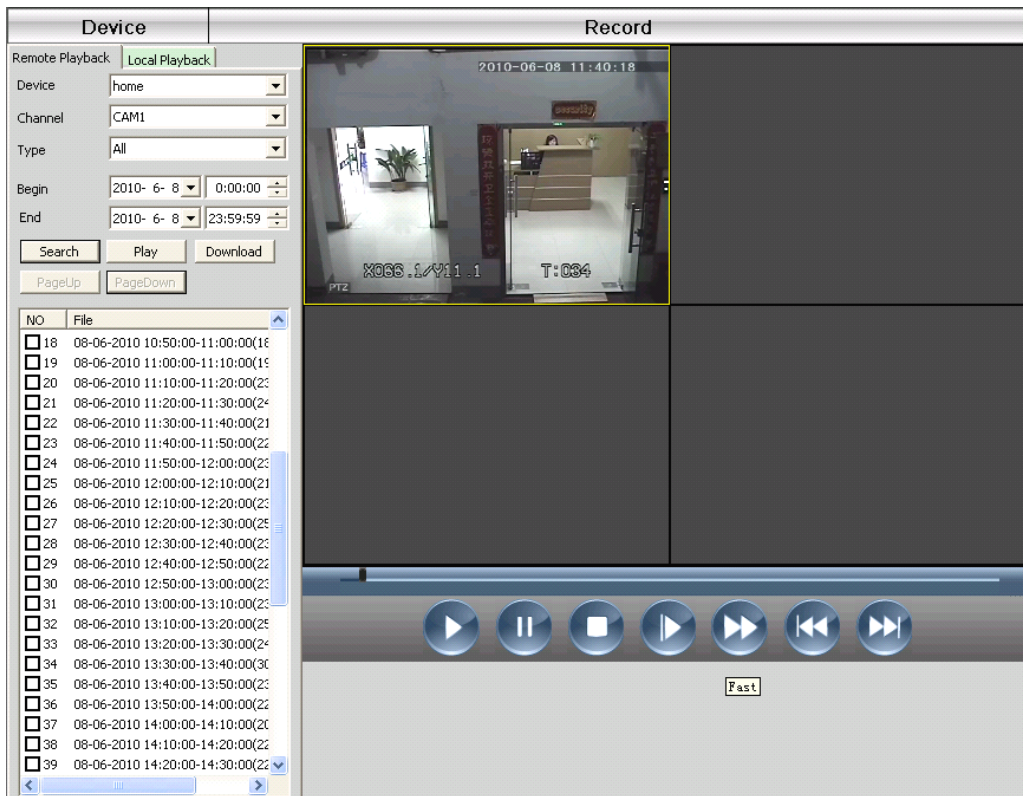 Device
Record
Remote Playback
Local Playback
Device
home
Channel
CAM1
Type
All
Begin
2010- 6- 8
0:00:00
End
2010- 6- 8
23:59:59
Search
Play
Download
PageUp
PageDown
NO File
18 08-06-2010 10:50:00-11:00:00(18
19 08-06-2010 11:00:00-11:10:00(19
20 08-06-2010 11:10:00-11:20:00(23
21 08-06-2010 11:20:00-11:30:00(24
22 08-06-2010 11:30:00-11:40:00(21
23 08-06-2010 11:40:00-11:50:00(22
24 08-06-2010 11:50:00-12:00:00(23
25 08-06-2010 12:00:00-12:10:00(21
26 08-06-2010 12:10:00-12:20:00(23
27 08-06-2010 12:20:00-12:30:00(25
28 08-06-2010 12:30:00-12:40:00(23
29 08-06-2010 12:40:00-12:50:00(22
30 08-06-2010 12:50:00-13:00:00(23
31 08-06-2010 13:00:00-13:10:00(23
32 08-06-2010 13:10:00-13:20:00(25
33 08-06-2010 13:20:00-13:30:00(24
34 08-06-2010 13:30:00-13:40:00(30
35 08-06-2010 13:40:00-13:50:00(23
36 08-06-2010 13:50:00-14:00:00(22
37 08-06-2010 14:00:00-14:10:00(20
38 08-06-2010 14:10:00-14:20:00(22
39 08-06-2010 14:20:00-14:30:00(22
2010-06-08 11:40:18
security
X066.1/Y11.1
T:034
PTZ
Fast